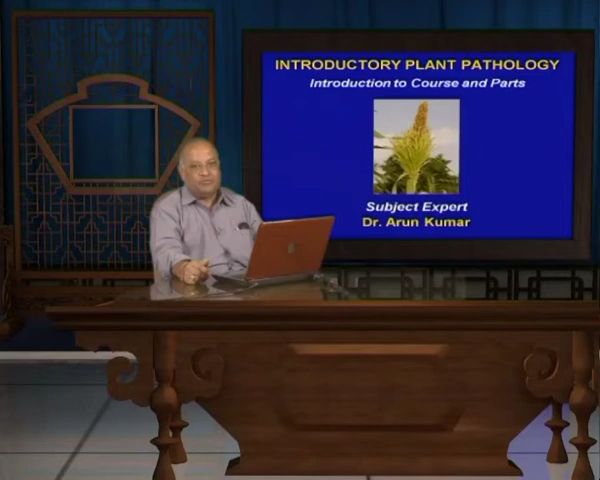 INTRODUCTORY PLANT PATHOLOGY
Introduction to Course and Parts
Subject Expert
Dr. Arun Kumar